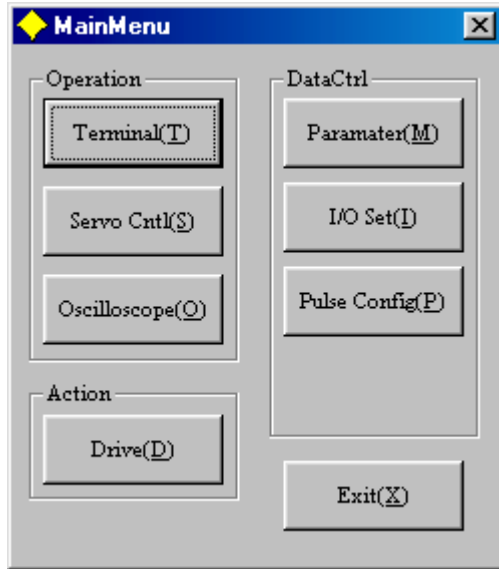 MainMenu
Operation
Terminal(T)
Servo Cntl(S)
Oscilloscope(O)
Action
Drive(D)
DataCtrl
Paramater(M)
I/O Set(I)
Pulse Config(P)
Exit(X)